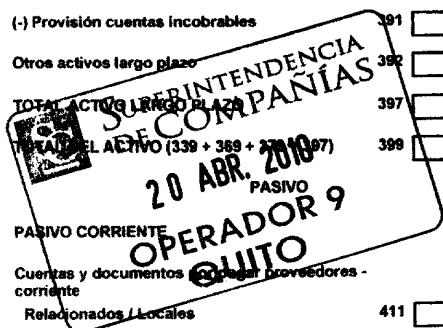 (-) Provisión cuentas incobrables 391
Otros activos largo plazo 392
TOTAL ACTIVO LARGO PLAZO 397
TOTAL DEL ACTIVO (339 + 369 + 397) 399
SUPERINTENDENCIA
DE COMPAÑÍAS
20 ABR. 2010
OPERADOR 9
QUITO
PASIVO
PASIVO CORRIENTE
Cuentas y documentos por pagar proveedores -
corriente
Relacionados / Locales 411